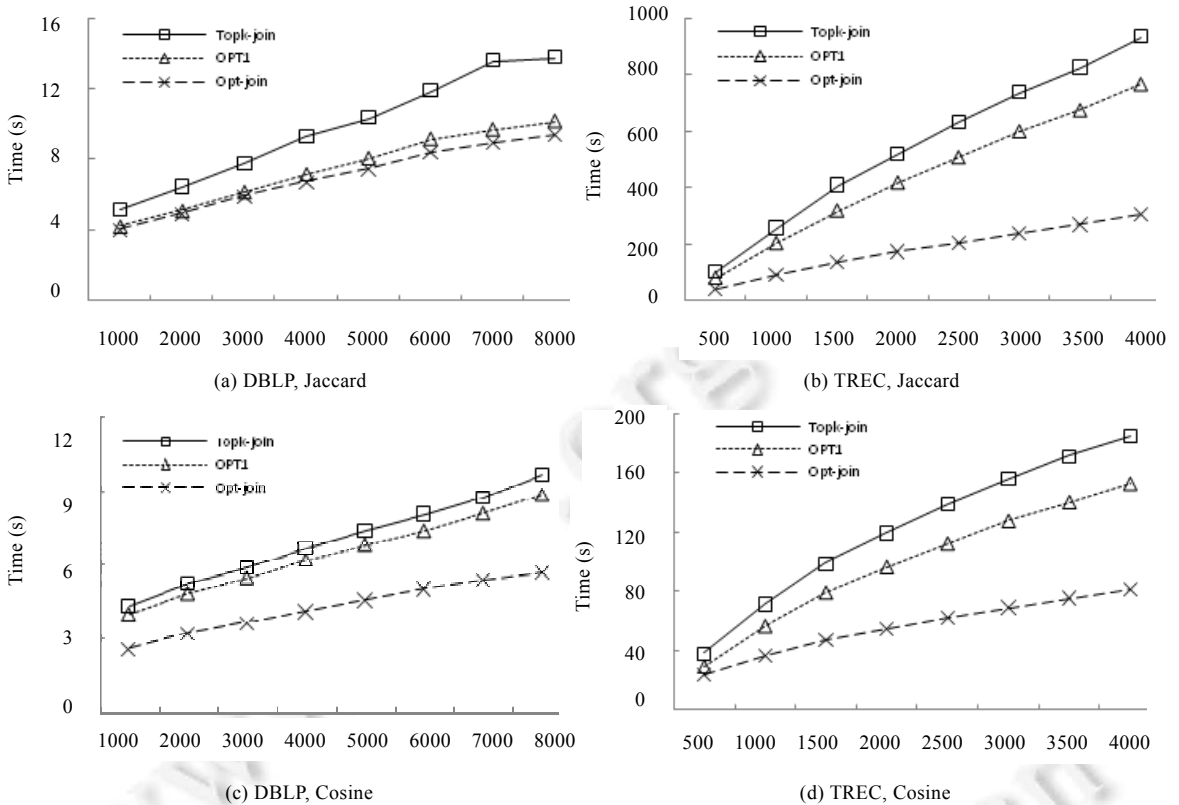 16
12
8
4
0
Time (s)
Topk-join
OPT1
Opt-join
1000 2000 3000 4000 5000 6000 7000 8000
(a) DBLP, Jaccard
1000
800
600
400
200
0
Time (s)
Topk-join
OPT1
Opt-join
500 1000 1500 2000 2500 3000 3500 4000
(b) TREC, Jaccard
12
9
6
3
0
Time (s)
Topk-join
OPT1
Opt-join
1000 2000 3000 4000 5000 6000 7000 8000
(c) DBLP, Cosine
200
160
120
80
40
0
Time (s)
Topk-join
OPT1
Opt-join
500 1000 1500 2000 2500 3000 3500 4000
(d) TREC, Cosine